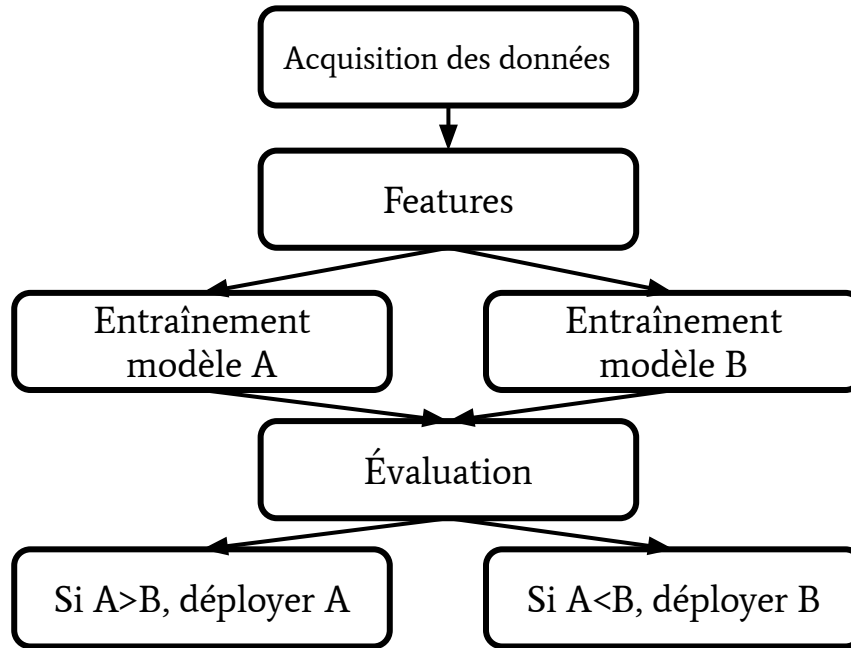 Acquisition des données
Features
Entraînement
modèle A
Entraînement
modèle B
Évaluation
Si A>B, déployer A
Si A<B, déployer B